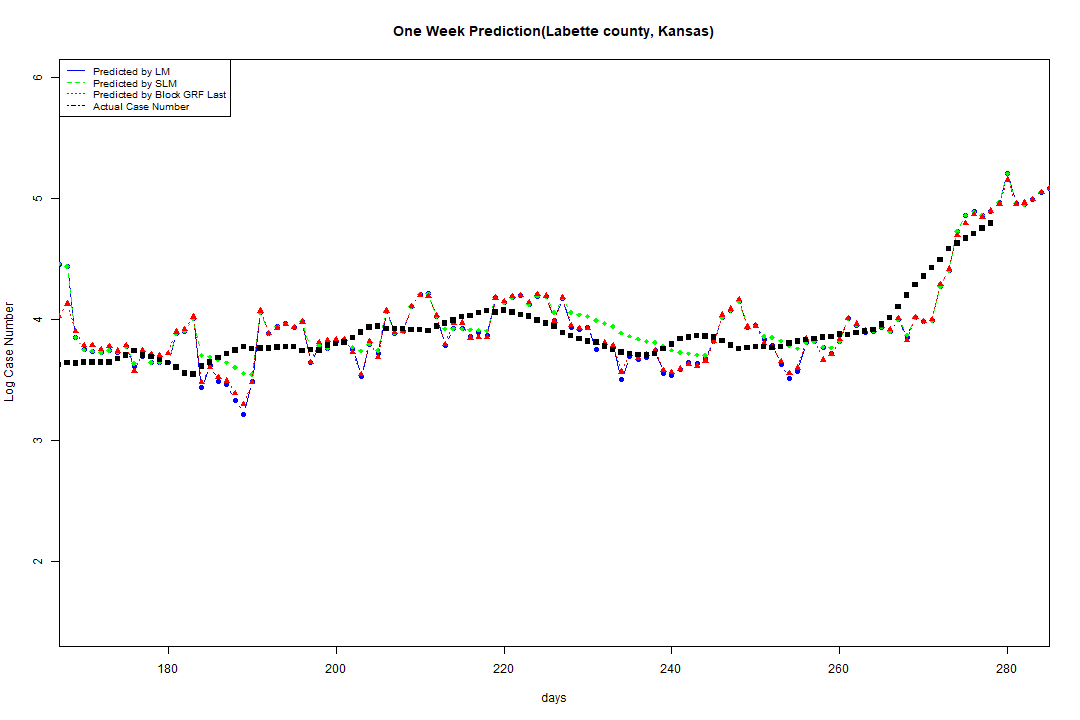 One Week Prediction(Labette county, Kansas)
Predicted by LM
Predicted by SLM
Predicted by Block GRF Last
Actual Case Number
6
5
4
3
2
Log Case Number
180 200 220 240 260 280
days